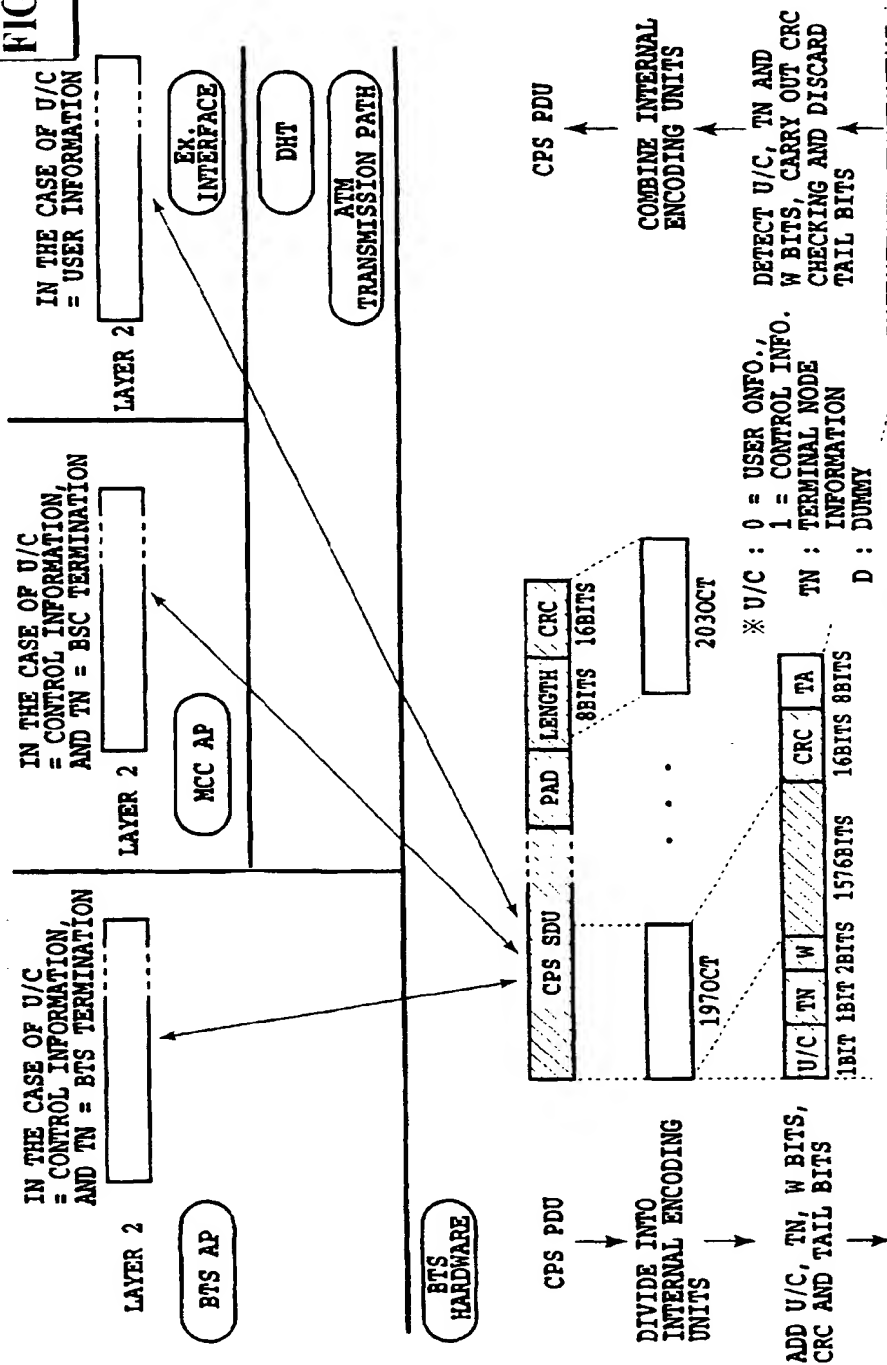 FIG
IN THE CASE OF U/C
= CONTROL INFORMATION,
AND TN = BTS TERMINATION
LAYER 2
BTS AP
IN THE CASE OF U/C
= CONTROL INFORMATION,
AND TN = BSC TERMINATION
LAYER 2
MCC AP
IN THE CASE OF U/C
= USER INFORMATION
LAYER 2
EX.
INTERFACE
DHT
ATM
TRANSMISSION PATH
BTS
HARDWARE
CPS PDU
CPS SDU
PAD
LENGTH
CRC
8BITS
16BITS
CPS PDU
DIVIDE INTO
INTERNAL ENCODING
UNITS
197OCT
• • •
203OCT
COMBINE INTERNAL
ENCODING UNITS
ADD U/C, TN, W BITS,
CRC AND TAIL BITS
U/C
TN
W
CRC
TA
1BIT 1BIT 2BITS 1576BITS 16BITS 8BITS
※ U/C : 0 = USER ONFO.,
1 = CONTROL INFO.
TN : TERMINAL NODE
INFORMATION
D : DUMMY
DETECT U/C, TN AND
W BITS, CARRY OUT CRC
CHECKING AND DISCARD
TAIL BITS